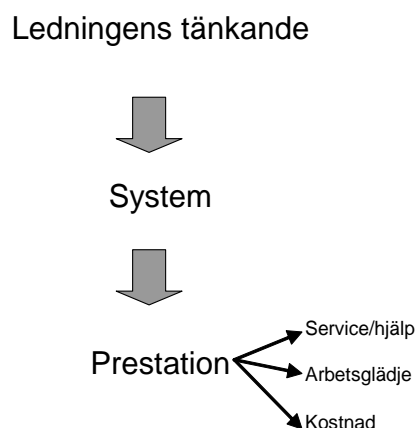 Ledningens tänkande
System
Prestation
Service/hjälp
Arbetsglädje
Kostnad